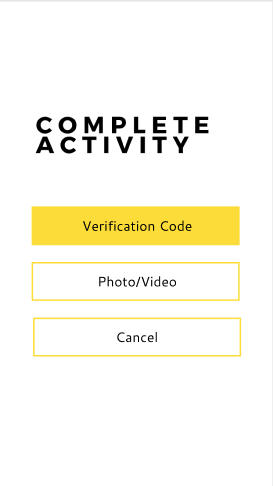 COMPLETE
ACTIVITY
Verification Code
Photo/Video
Cancel